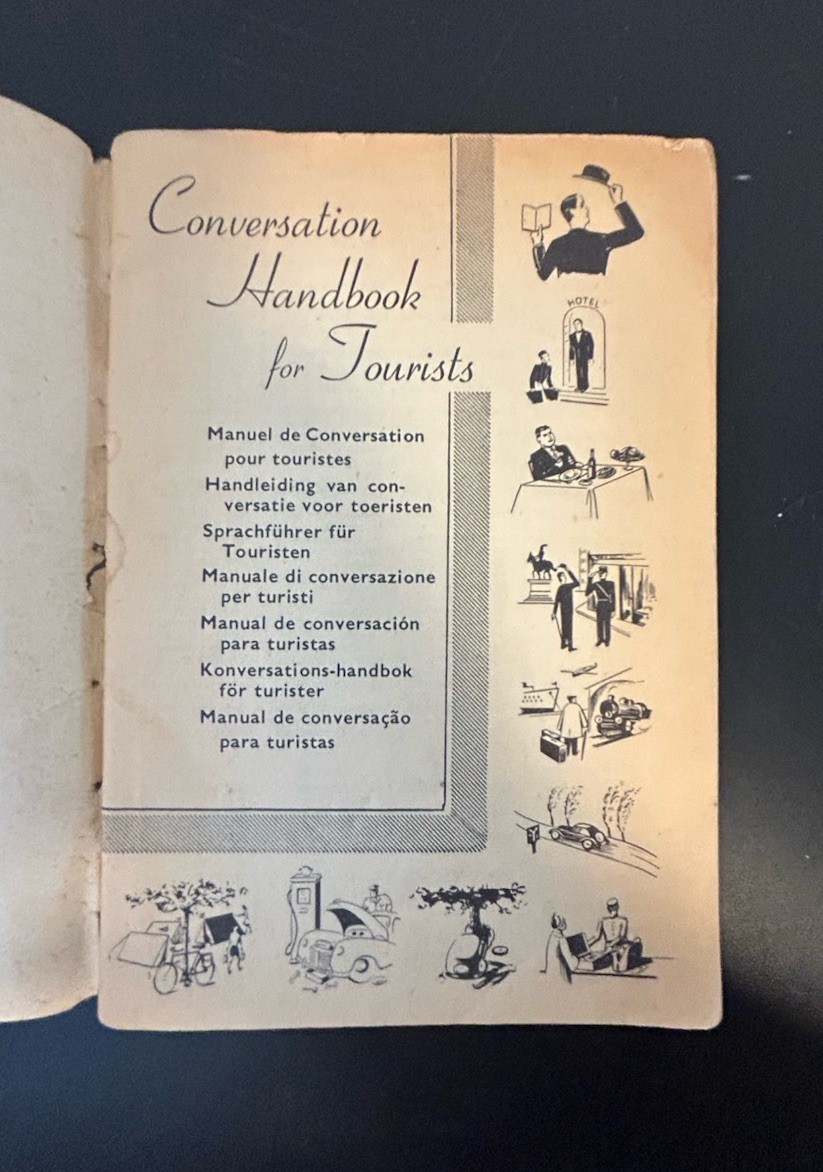 Conversation
Handbook
for Tourists
Manuel de Conversation
pour touristes
Handleiding van con-
versatie voor toeristen
Sprachführer für
Touristen
Manuale di conversazione
per turisti
Manual de conversación
para turistas
Konversations-handbok
för turister
Manual de conversação
para turistas
HOTEL